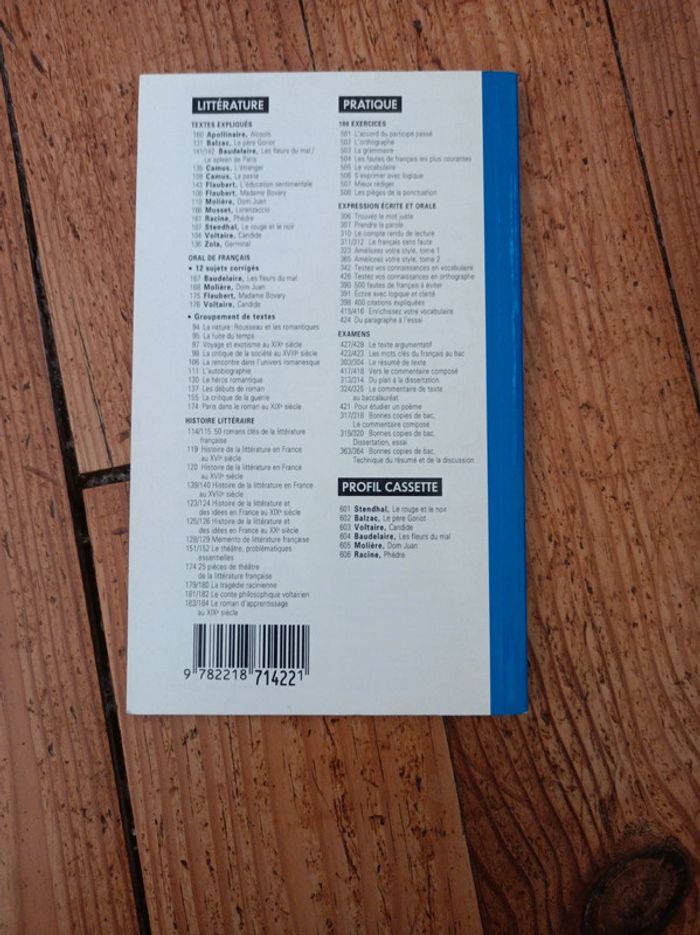 LITTÉRATURE
TEXTES EXPLIQUÉS
160 Apollinaire, Alcools
131 Balzac, Le père Goriot
141/142 Baudelaire, Les fleurs du mal /
Le spleen de Paris
135 Camus, L'étranger
159 Camus, La peste
143 Flaubert, L'éducation sentimentale
108 Flaubert, Madame Bovary
110 Molière, Dom Juan
166 Musset, Lorenzaccio
161 Racine, Phèdre
107 Stendhal, Le rouge et le noir
104 Voltaire, Candide
136 Zola, Germinal
ORAL DE FRANÇAIS
• 12 sujets corrigés
167 Baudelaire, Les fleurs du mal
168 Molière, Dom Juan
175 Flaubert, Madame Bovary
176 Voltaire, Candide
• Groupement de textes
94 La nature : Rousseau et les romantiques
95 La fuite du temps
97 Voyage et exotisme au XIXe siècle
98 La critique de la société au XVIIIe siècle
106 La rencontre dans l'univers romanesque
111 L'autobiographie
130 Le héros romantique
137 Les débuts de roman
155 La critique de la guerre
174 Paris dans le roman au XIXe siècle
HISTOIRE LITTÉRAIRE
114/115 50 romans clés de la littérature
française
119 Histoire de la littérature en France
au XVIe siècle
120 Histoire de la littérature en France
au XVIIe siècle
139/140 Histoire de la littérature en France
au XVIIIe siècle
123/124 Histoire de la littérature et
des idées en France au XIXe siècle
125/126 Histoire de la littérature et
des idées en France au XXe siècle
128/129 Mémento de littérature française
151/152 Le théâtre, problématiques
essentielles
174 25 pièces de théâtre
de la littérature française
179/180 La tragédie racinienne
181/182 Le conte philosophique voltairien
183/184 Le roman d'apprentissage
au XIXe siècle
9 782218 714221
PRATIQUE
100 EXERCICES
501 L'accord du participe passé
502 L'orthographe
503 La grammaire
504 Les fautes de français les plus courantes
505 Le vocabulaire
506 S'exprimer avec logique
507 Mieux rédiger
508 Les pièges de la ponctuation
EXPRESSION ÉCRITE ET ORALE
306 Trouvez le mot juste
307 Prendre la parole
310 Le compte rendu de lecture
311/312 Le français sans faute
323 Améliorez votre style, tome 1
365 Améliorez votre style, tome 2
342 Testez vos connaissances en vocabulaire
426 Testez vos connaissances en orthographe
390 500 fautes de français à éviter
391 Écrire avec logique et clarté
398 400 citations expliquées
415/416 Enrichissez votre vocabulaire
424 Du paragraphe à l'essai
EXAMENS
427/428 Le texte argumentatif
422/423 Les mots clés du français au bac
303/304 Le résumé de texte
417/418 Vers le commentaire composé
313/314 Du plan à la dissertation
324/325 Le commentaire de texte
au baccalauréat
421 Pour étudier un poème
317/318 Bonnes copies de bac,
Le commentaire composé
319/320 Bonnes copies de bac,
Dissertation, essai
363/364 Bonnes copies de bac,
Technique du résumé et de la discussion
PROFIL CASSETTE
601 Stendhal, Le rouge et le noir
602 Balzac, Le père Goriot
603 Voltaire, Candide
604 Baudelaire, Les fleurs du mal
605 Molière, Dom Juan
606 Racine, Phèdre